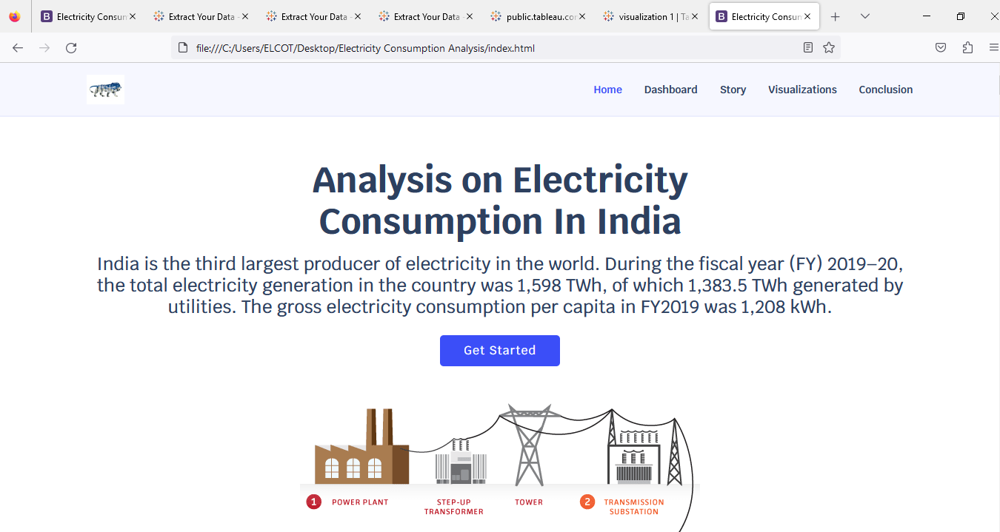 Electricity Consun
Extract Your Data -
Extract Your Data -
Extract Your Data -
public.tableau.cor
visualization 1 | Ta
Electricity Consun
file:///C:/Users/ELCOT/Desktop/Electricity Consumption Analysis/index.html
Home Dashboard Story Visualizations Conclusion
Analysis on Electricity
Consumption In India
India is the third largest producer of electricity in the world. During the fiscal year (FY) 2019–20,
the total electricity generation in the country was 1,598 TWh, of which 1,383.5 TWh generated by
utilities. The gross electricity consumption per capita in FY2019 was 1,208 kWh.
Get Started
1 POWER PLANT
STEP-UP
TRANSFORMER
TOWER
2 TRANSMISSION
SUBSTATION